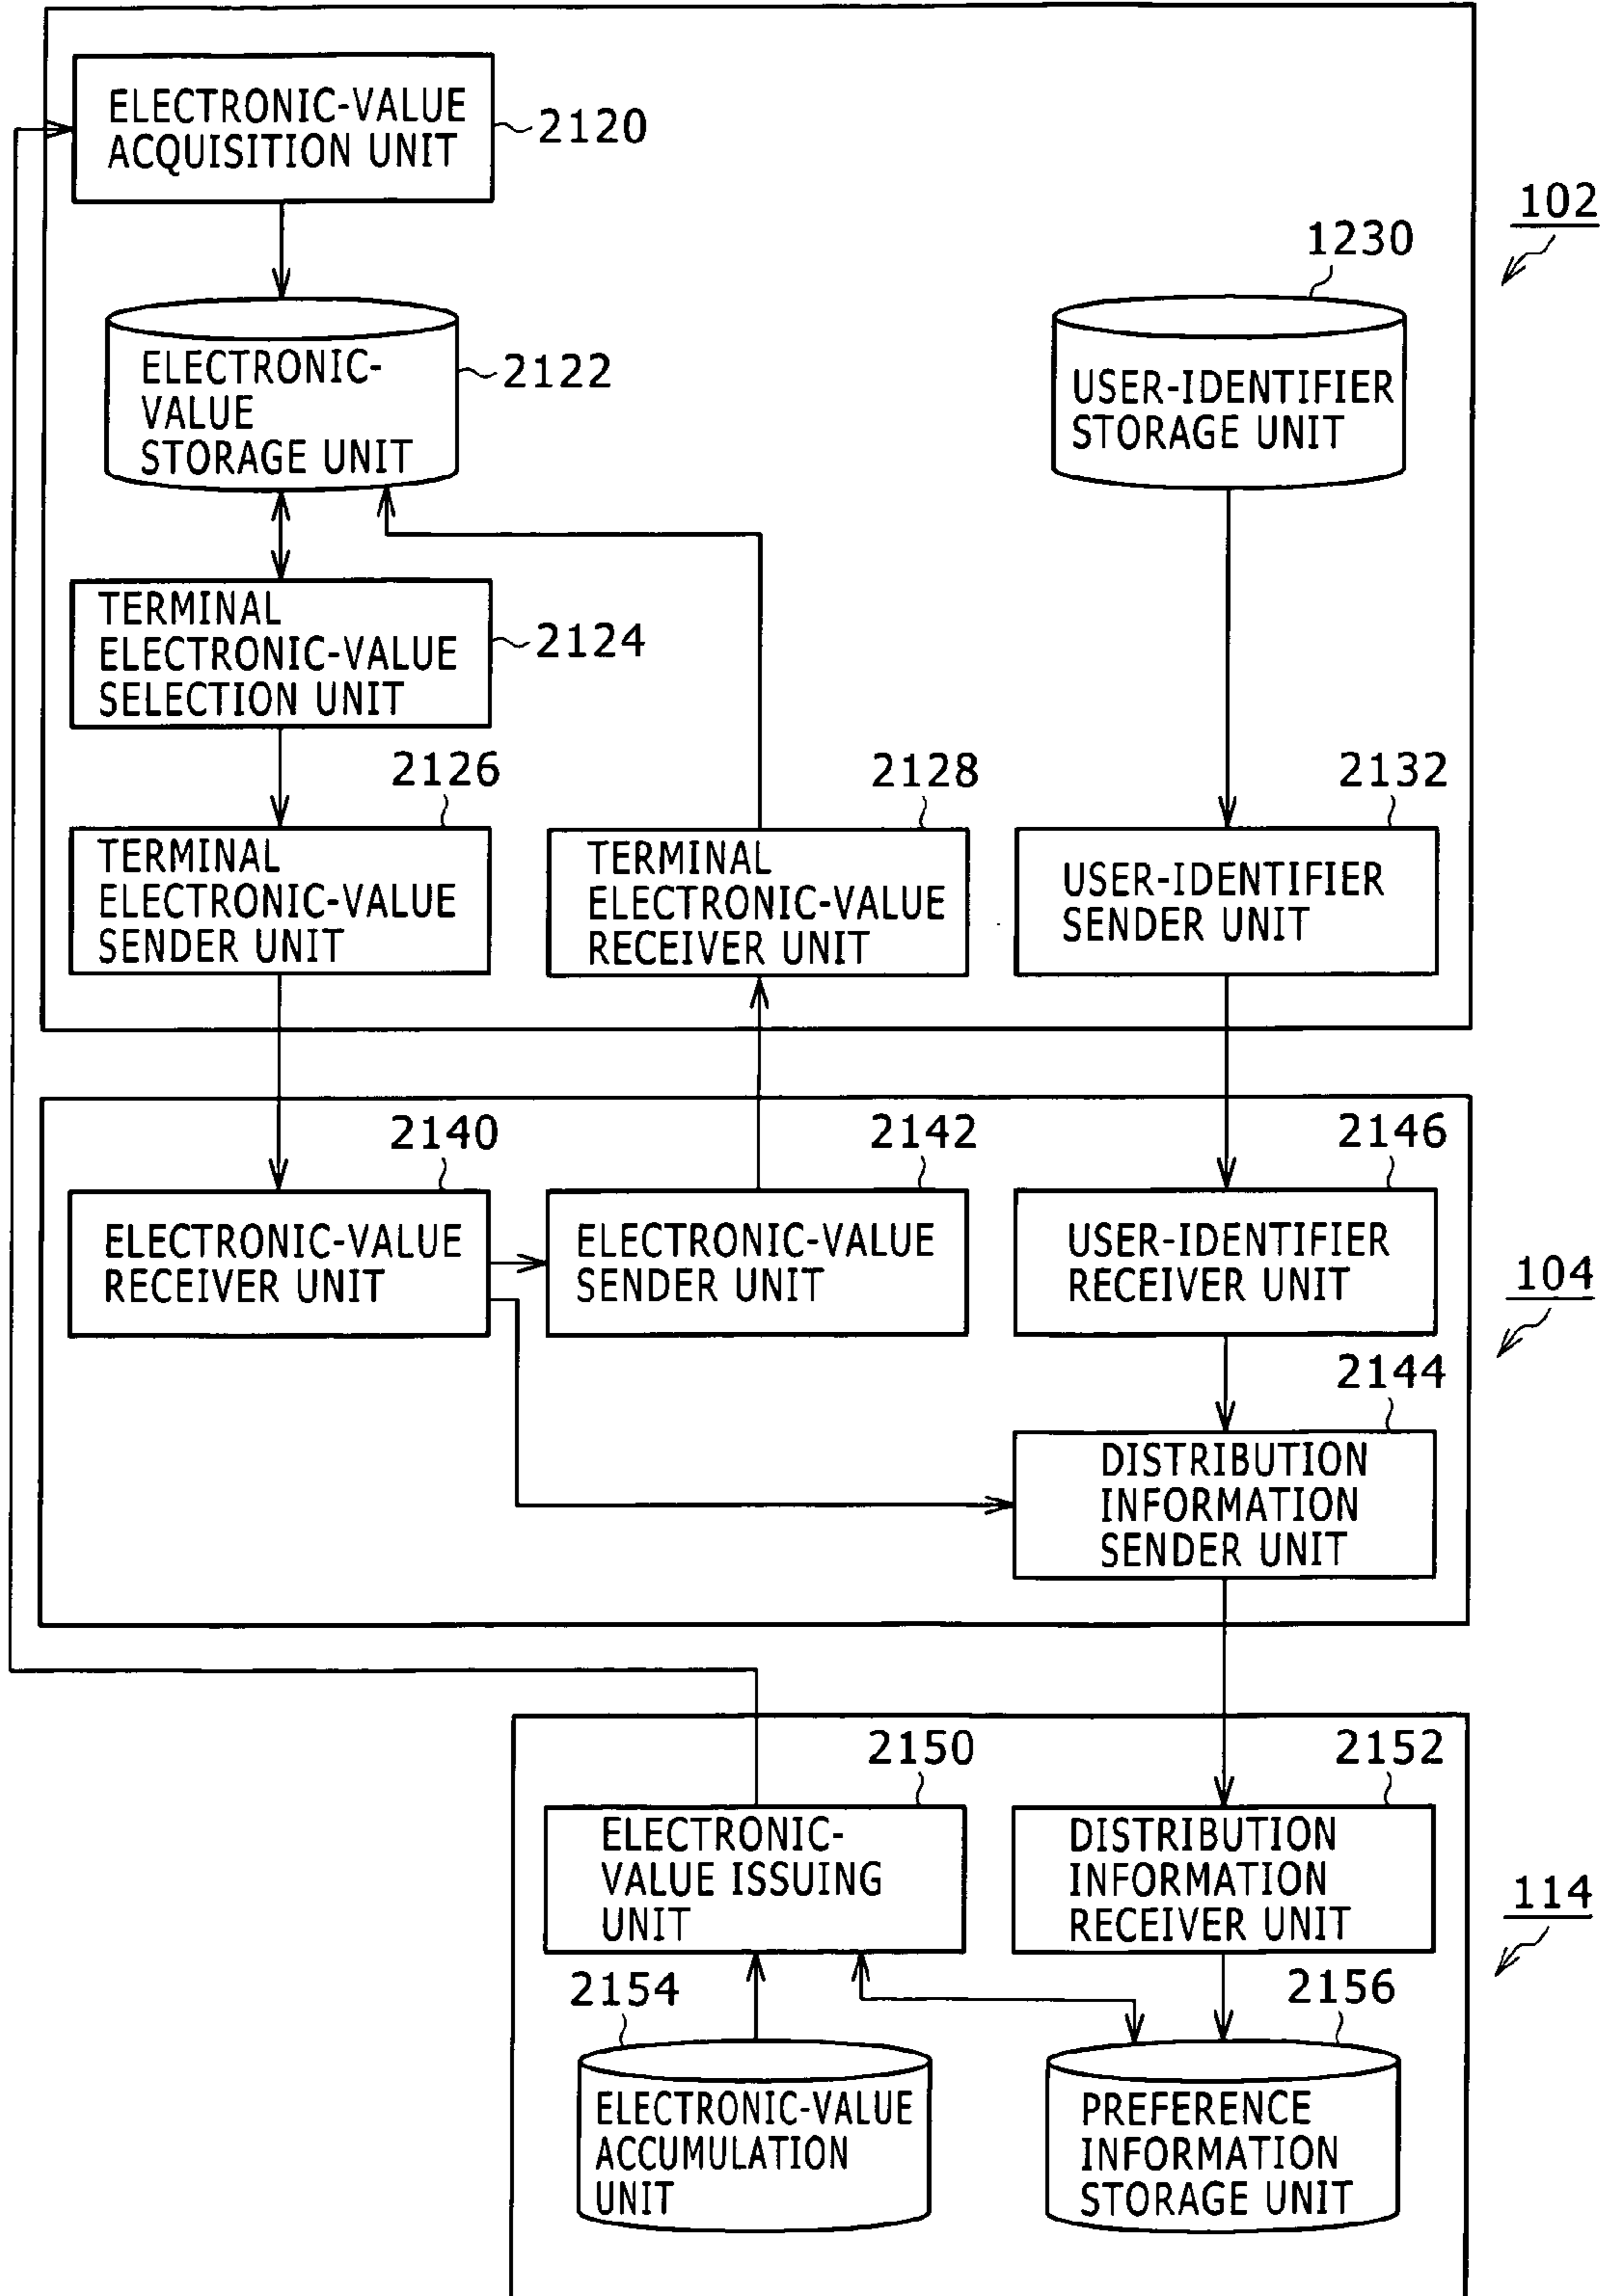 ELECTRONIC-VALUE
ACQUISITION UNIT
2120
102
1230
ELECTRONIC-
VALUE
STORAGE UNIT
2122
USER-IDENTIFIER
STORAGE UNIT
TERMINAL
ELECTRONIC-VALUE
SELECTION UNIT
2124
2126
2128
2132
TERMINAL
ELECTRONIC-VALUE
SENDER UNIT
TERMINAL
ELECTRONIC-VALUE
RECEIVER UNIT
USER-IDENTIFIER
SENDER UNIT
2140
2142
2146
ELECTRONIC-VALUE
RECEIVER UNIT
ELECTRONIC-VALUE
SENDER UNIT
USER-IDENTIFIER
RECEIVER UNIT
104
2144
DISTRIBUTION
INFORMATION
SENDER UNIT
2150
2152
ELECTRONIC-
VALUE ISSUING
UNIT
DISTRIBUTION
INFORMATION
RECEIVER UNIT
114
2154
2156
ELECTRONIC-VALUE
ACCUMULATION
UNIT
PREFERENCE
INFORMATION
STORAGE UNIT